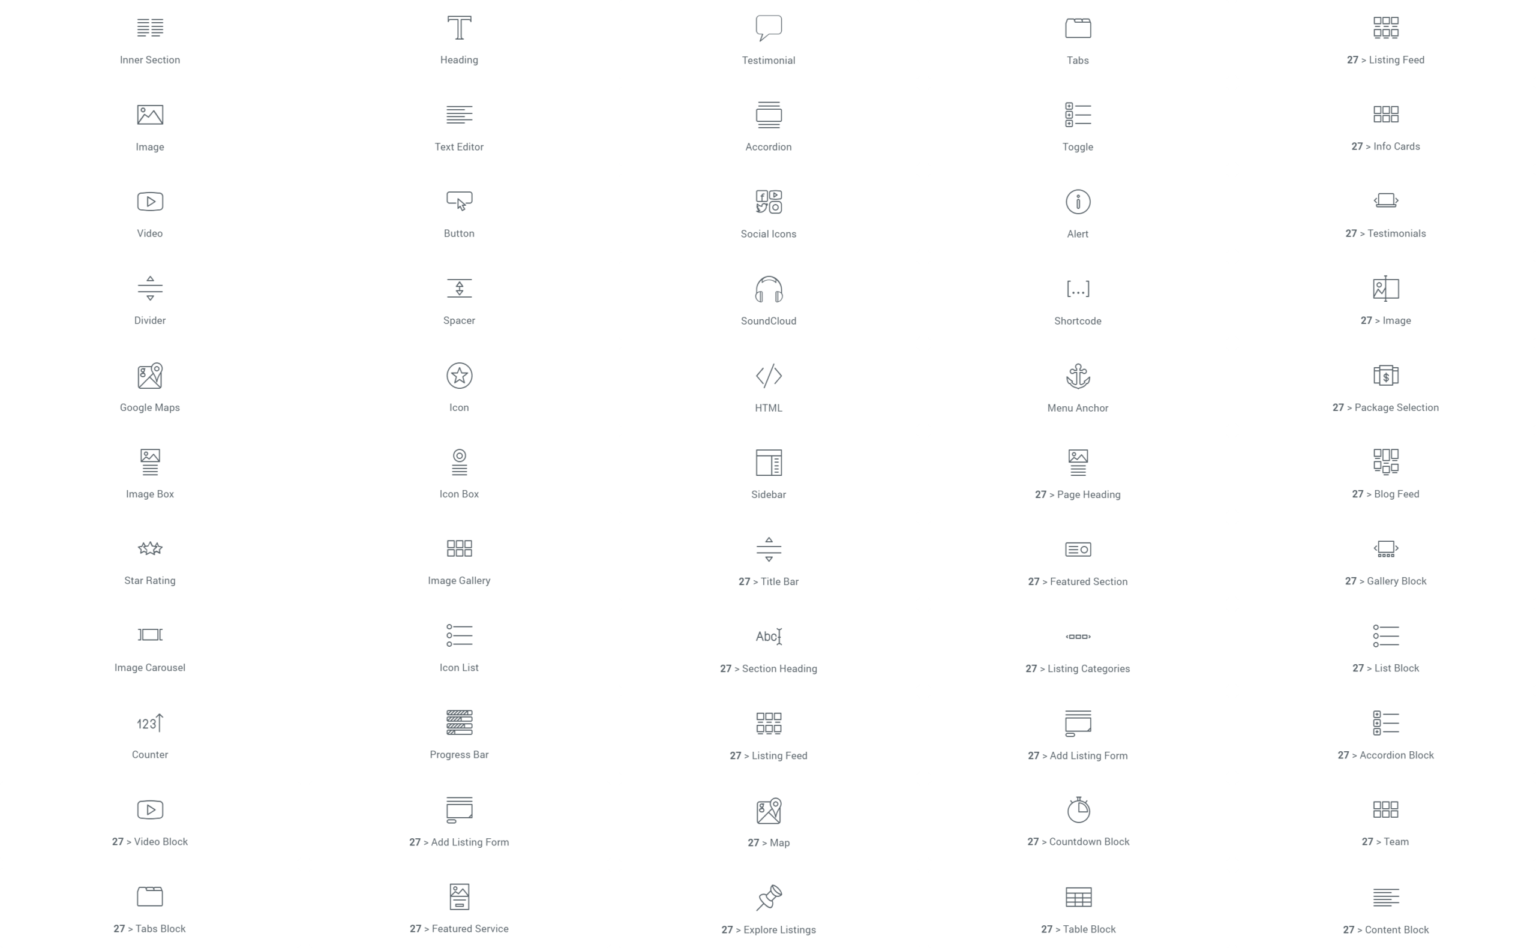 Inner Section
Heading
Testimonial
Tabs
27 > Listing Feed
Image
Text Editor
Accordion
Toggle
27 > Info Cards
Video
Button
Social Icons
Alert
27 > Testimonials
Divider
Spacer
SoundCloud
[...]
Shortcode
27 > Image
Google Maps
Icon
HTML
Menu Anchor
$
27 > Package Selection
Image Box
Icon Box
Sidebar
27 > Page Heading
27 > Blog Feed
Star Rating
Image Gallery
27 > Title Bar
27 > Featured Section
27 > Gallery Block
Image Carousel
Icon List
Abc
27 > Section Heading
27 > Listing Categories
27 > List Block
123
Counter
Progress Bar
27 > Listing Feed
27 > Add Listing Form
27 > Accordion Block
27 > Video Block
27 > Add Listing Form
27 > Map
27 > Countdown Block
27 > Team
27 > Tabs Block
27 > Featured Service
27 > Explore Listings
27 > Table Block
27 > Content Block